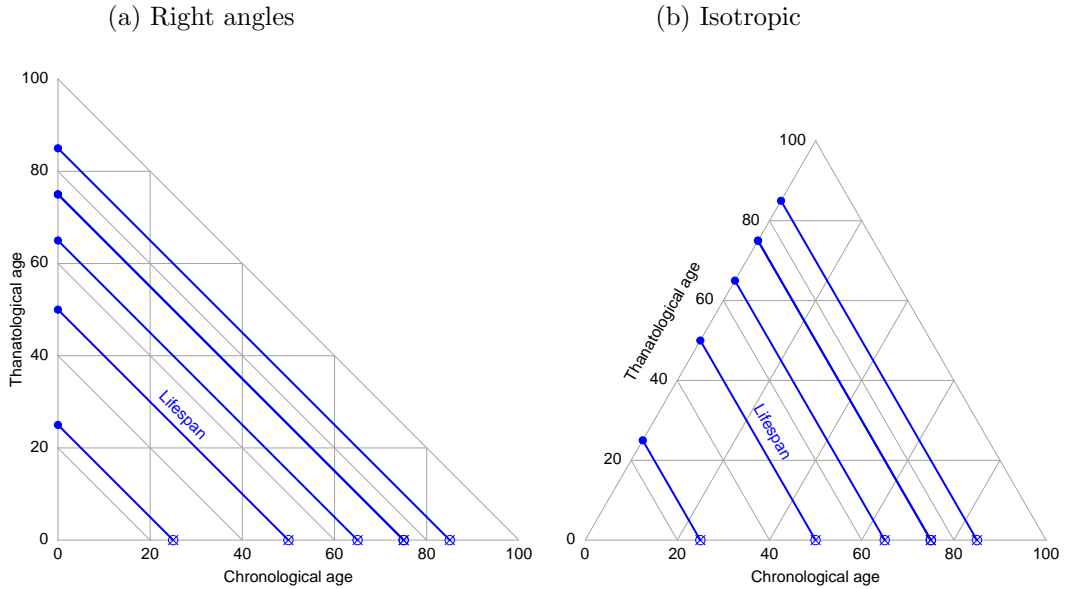 (a) Right angles
100
80
60
40
20
0
Thanatological age
Lifespan
0 20 40 60 80 100
Chronological age
(b) Isotropic
100
80
60
40
20
0
Thanatological age
Lifespan
0 20 40 60 80 100
Chronological age